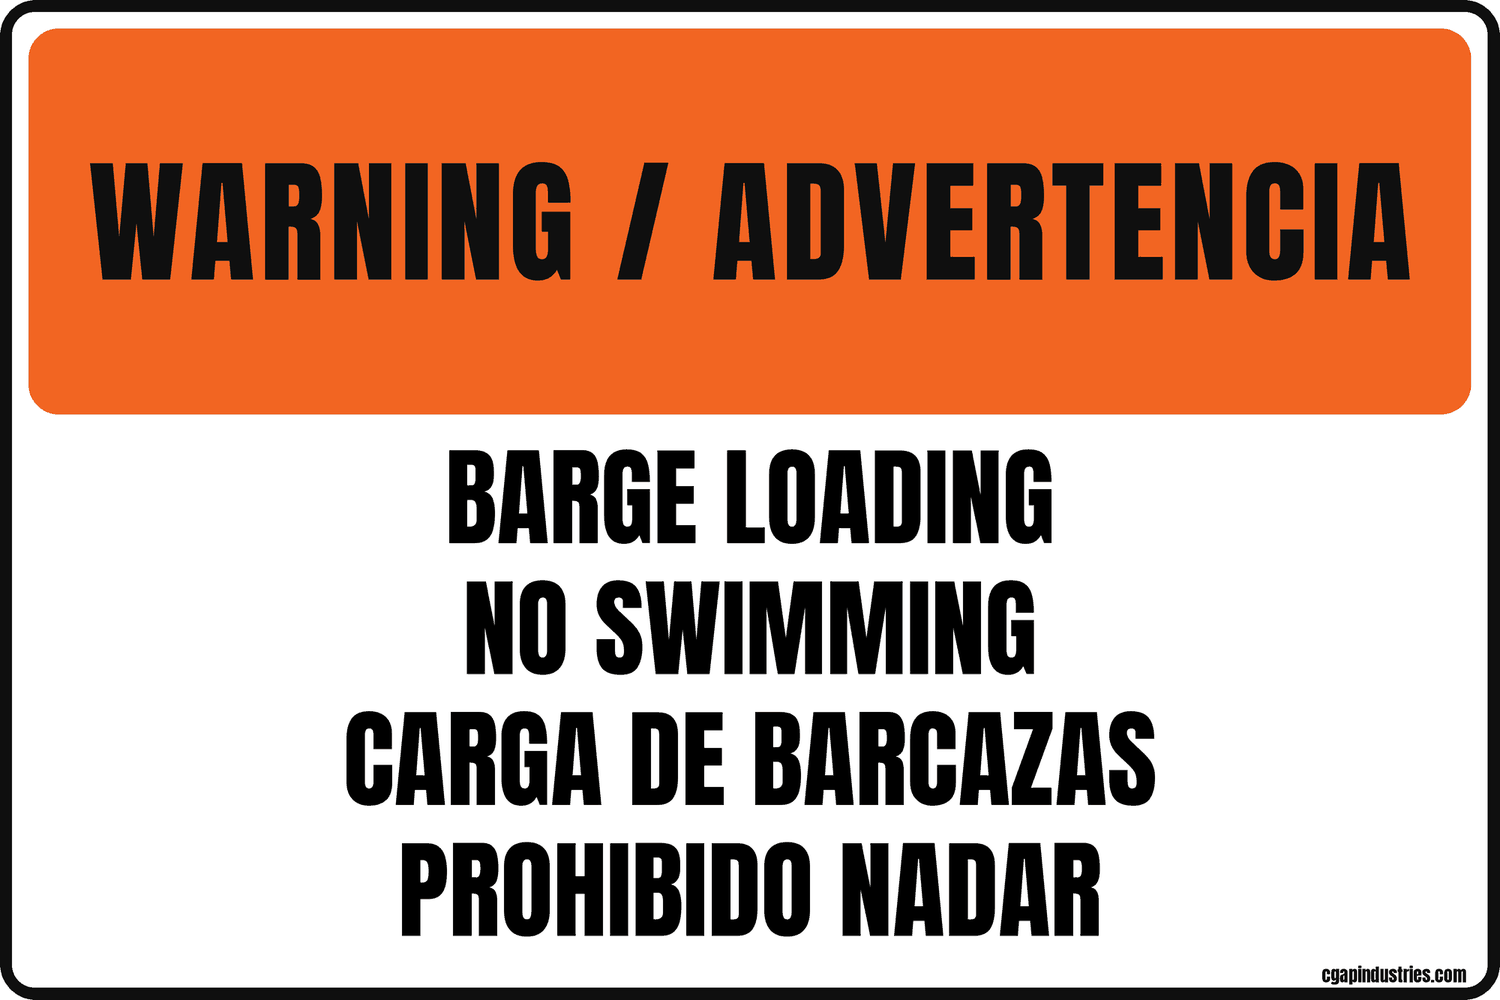 WARNING / ADVERTENCIA
BARGE LOADING
NO SWIMMING
CARGA DE BARCAZAS
PROHIBIDO NADAR
cgapindustries.com